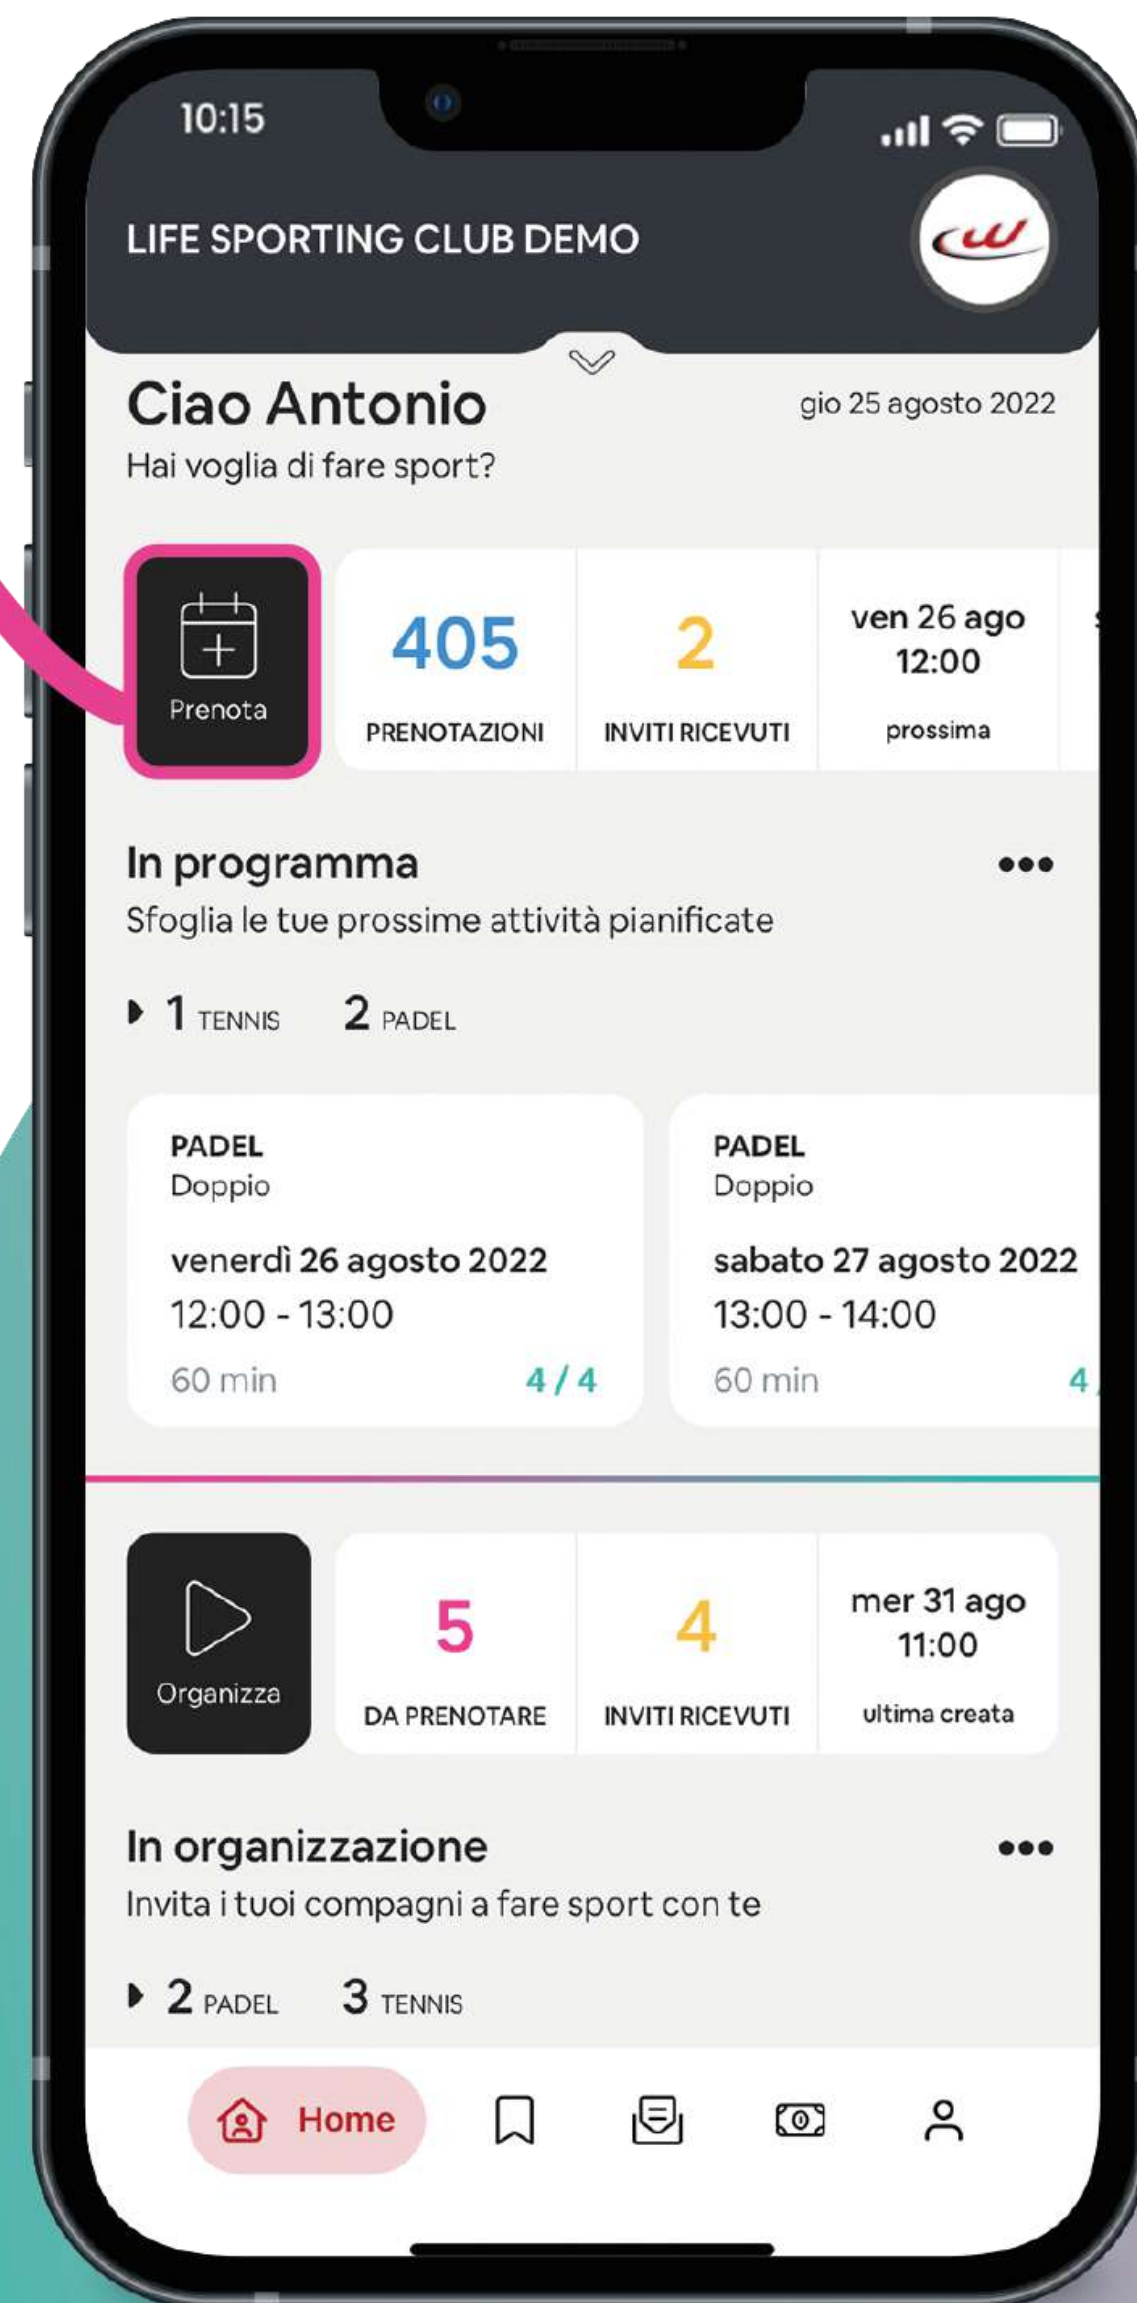 10:15
LIFE SPORTING CLUB DEMO
Ciao Antonio
gio 25 agosto 2022
Hai voglia di fare sport?
Prenota
405
PRENOTAZIONI
2
INVITI RICEVUTI
ven 26 ago
12:00
prossima
In programma
Sfoglia le tue prossime attività pianificate
1 TENNIS 2 PADEL
PADEL
Doppio
venerdì 26 agosto 2022
12:00 - 13:00
60 min 4 / 4
PADEL
Doppio
sabato 27 agosto 2022
13:00 - 14:00
60 min 4
Organizza
5
DA PRENOTARE
4
INVITI RICEVUTI
mer 31 ago
11:00
ultima creata
In organizzazione
Invita i tuoi compagni a fare sport con te
2 PADEL 3 TENNIS
Home